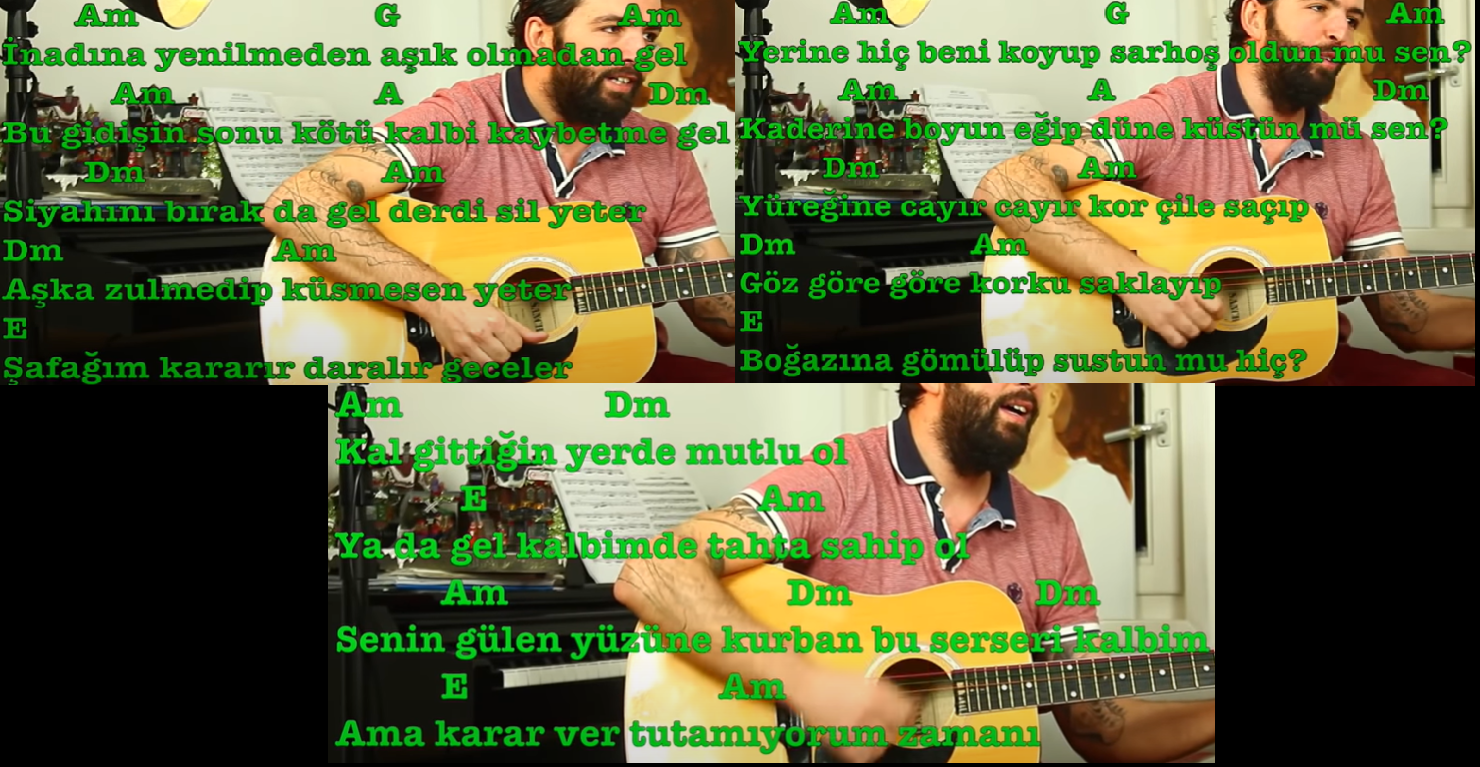 Am G Am
İnadına yenilmeden aşık olmadan gel
Am A Dm
Bu gidişin sonu kötü kalbi kaybetme gel
Dm Am
Siyahını bırak da gel derdi sil yeter
Dm Am
Aşka zulmedip küsmesen yeter
E
Şafağım kararır daralır geceler
Am G Am
Yerine hiç beni koyup sarhoş oldun mu sen?
Am A Dm
Kaderine boyun eğip düne küstün mü sen?
Dm Am
Yüreğine cayır cayır kor çile saçıp
Dm Am
Göz göre göre korku saklayıp
E
Boğazına gömülüp sustun mu hiç?
Am Dm
Kal gittiğin yerde mutlu ol
E Am
Ya da gel kalbimde tahta sahip ol
Am Dm Dm
Senin gülen yüzüne kurban bu serseri kalbim
E Am
Ama karar ver tutamıyorum zamanı